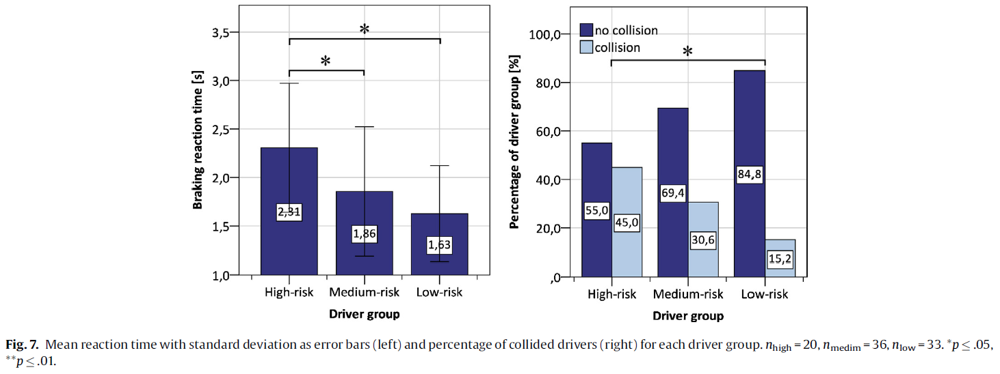 3,5
3,0
2,5
2,0
1,5
1,0
Braking reaction time [s]
*
*
2,31
1,86
1,63
High-risk Medium-risk Low-risk
Driver group
100,0
80,0
60,0
40,0
20,0
,0
Percentage of driver group [%]
no collision
collision
*
55,0
45,0
69,4
30,6
84,8
15,2
High-risk Medium-risk Low-risk
Driver group
Fig. 7. Mean reaction time with standard deviation as error bars (left) and percentage of collided drivers (right) for each driver group. nhigh = 20, nmedim = 36, nlow = 33. *p ≤ .05,
**p ≤ .01.